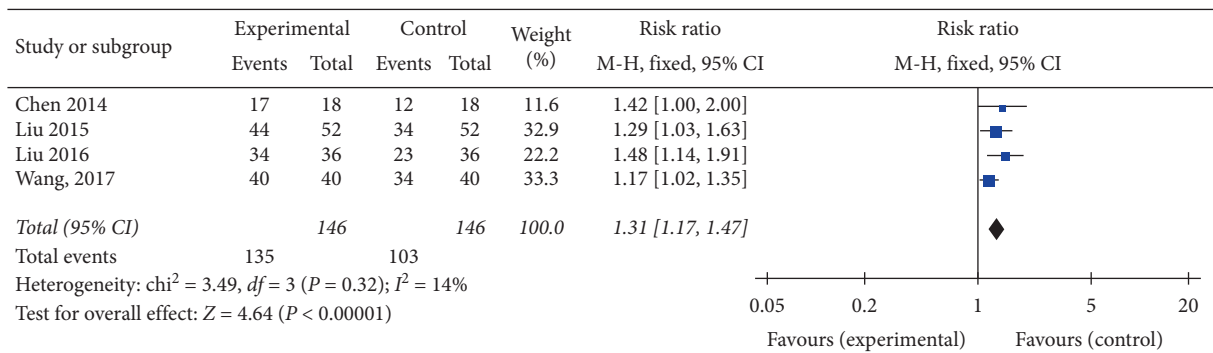 Study or subgroup Experimental Control Weight (%) Risk ratio Risk ratio
Events Total Events Total M-H, fixed, 95% CI M-H, fixed, 95% CI
Chen 2014 17 18 12 18 11.6 1.42 [1.00, 2.00]
Liu 2015 44 52 34 52 32.9 1.29 [1.03, 1.63]
Liu 2016 34 36 23 36 22.2 1.48 [1.14, 1.91]
Wang, 2017 40 40 34 40 33.3 1.17 [1.02, 1.35]
Total (95% CI) 146 146 100.0 1.31 [1.17, 1.47]
Total events 135 103
Heterogeneity: chi² = 3.49, df = 3 (P = 0.32); I² = 14%
Test for overall effect: Z = 4.64 (P < 0.00001)
0.05 0.2 1 5 20
Favours (experimental) Favours (control)